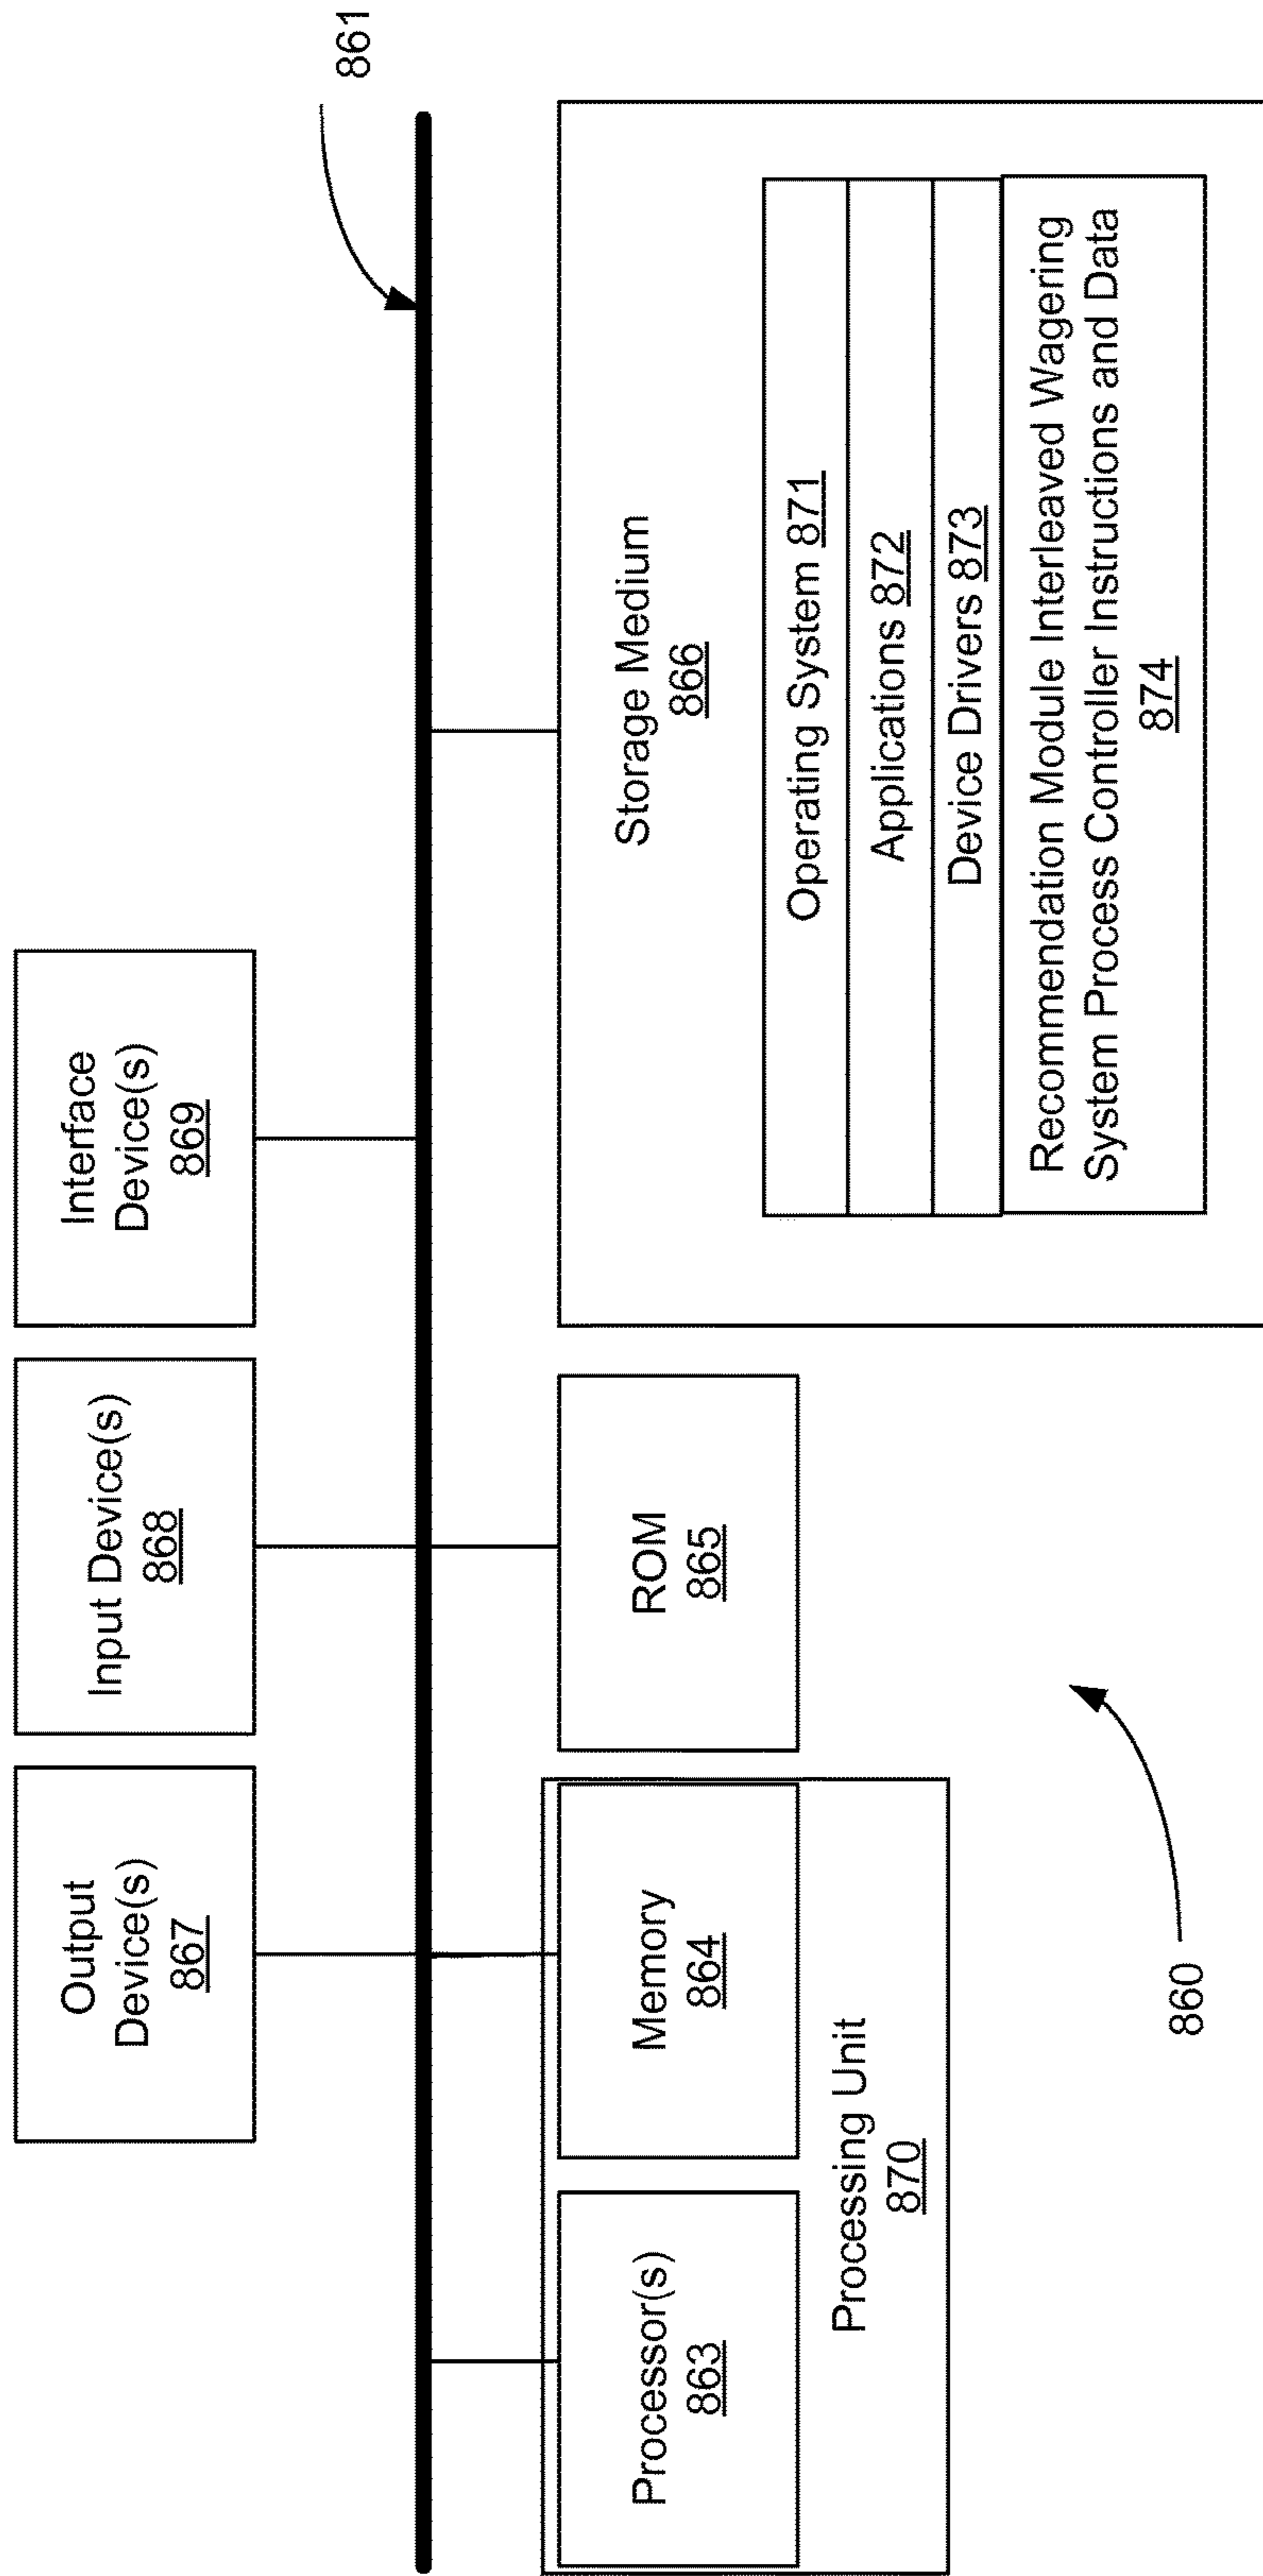 861
Output
Device(s)
867
Input Device(s)
868
Interface
Device(s)
869
Processor(s)
863
Memory
864
Processing Unit
870
ROM
865
Storage Medium
866
Operating System 871
Applications 872
Device Drivers 873
Recommendation Module Interleaved Wagering
System Process Controller Instructions and Data
874
860